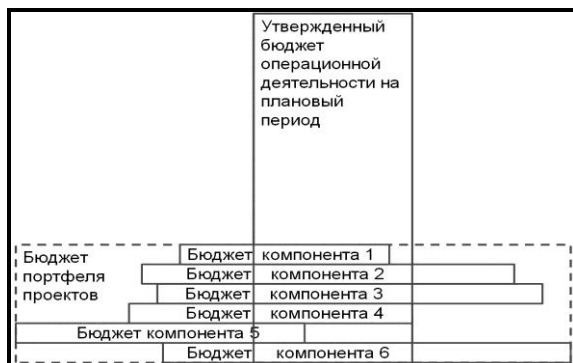 Утвержденный
бюджет
операционной
деятельности на
плановый
период
Бюджет
портфеля
проектов
Бюджет компонента 1
Бюджет компонента 2
Бюджет компонента 3
Бюджет компонента 4
Бюджет компонента 5
Бюджет компонента 6